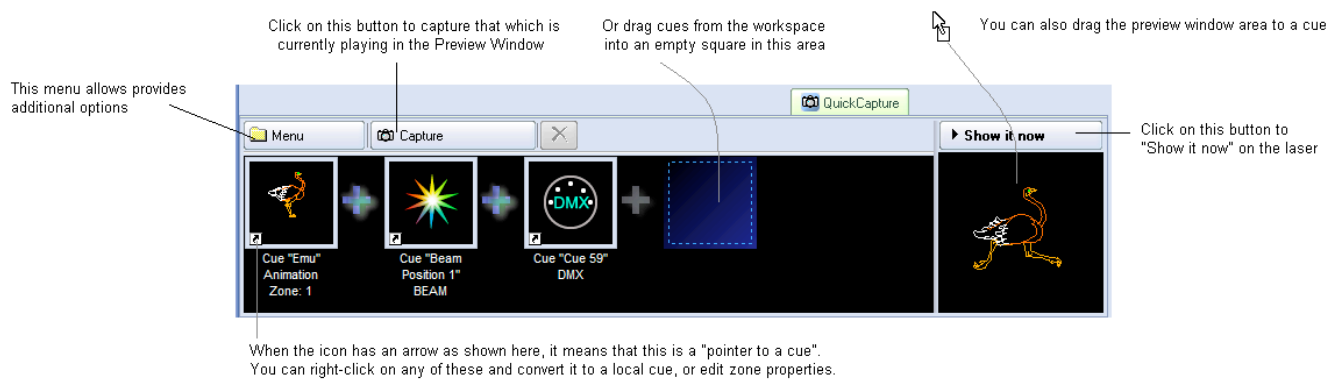 Click on this button to capture that which is
currently playing in the Preview Window
Or drag cues from the workspace
into an empty square in this area
You can also drag the preview window area to a cue
This menu allows provides
additional options
QuickCapture
Menu
Capture
Show it now
Click on this button to
"Show it now" on the laser
DMX
Cue "Emu"
Animation
Zone: 1
Cue "Beam
Position 1"
BEAM
Cue "Cue 59"
DMX
When the icon has an arrow as shown here, it means that this is a "pointer to a cue".
You can right-click on any of these and convert it to a local cue, or edit zone properties.